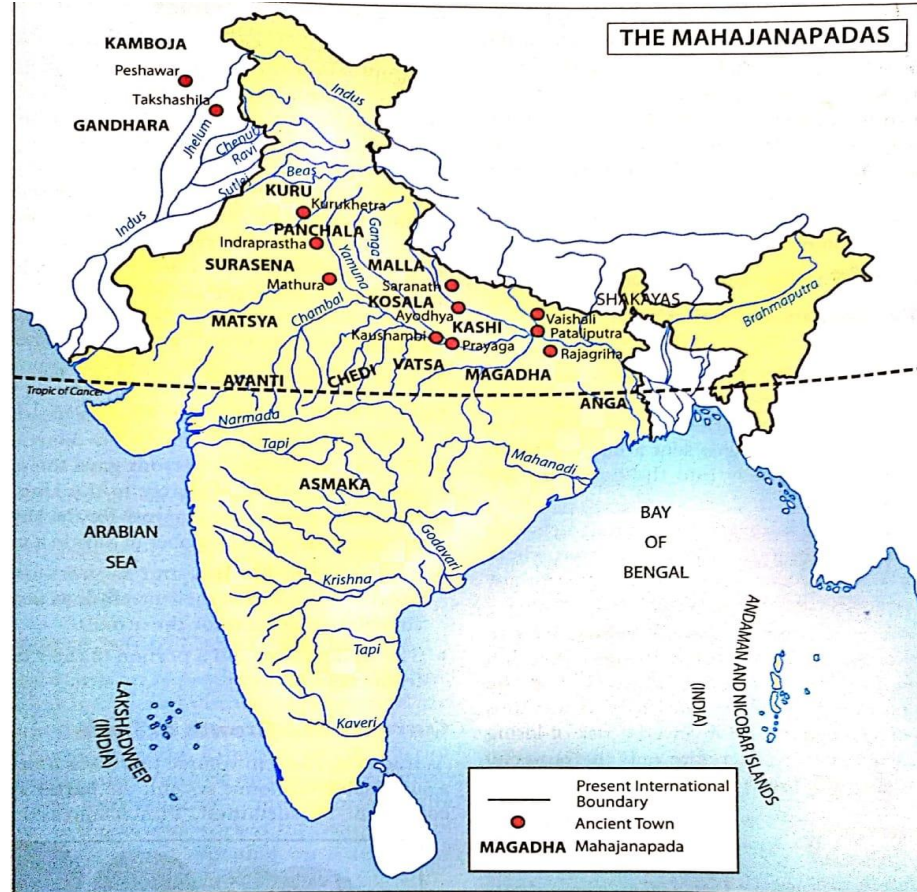 THE MAHAJANAPADAS
KAMBOJA
Peshawar
Takshashila
GANDHARA
Indus
Jhelum
Chenub
Ravi
Beas
Sutlej
Indus
KURU
Kurukhetra
PANCHALA
Indraprastha
SURASENA
Mathura
Yamuna
Ganga
MALLA
Saranath
KOSALA
Ayodhya
KASHI
SHAKAYAS
Brahmaputra
Vaishali
Pataliputra
Rajagriha
MATSYA
Chambal
Kaushambi
Prayaga
VATSA
MAGADHA
AVANTI
CHEDI
ANGA
Tropic of Cancer
Narmada
Tapi
Mahanadi
ASMAKA
Godavari
ARABIAN
SEA
BAY
OF
BENGAL
Krishna
Tapi
Kaveri
LAKSHADWEEP
(INDIA)
ANDAMAN AND NICOBAR ISLANDS
(INDIA)
Present International
Boundary
Ancient Town
MAGADHA Mahajanapada